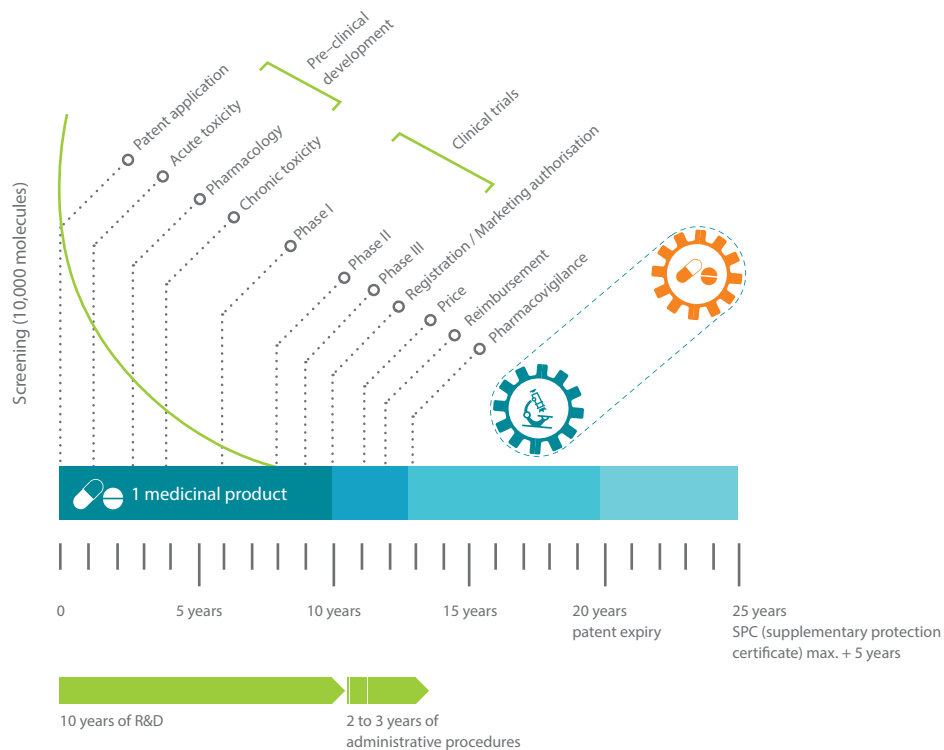 Pre–clinical
development
Clinical trials
Screening (10,000 molecules)
Patent application
Acute toxicity
Pharmacology
Chronic toxicity
Phase I
Phase II
Phase III
Registration / Marketing authorisation
Price
Reimbursement
Pharmacovigilance
1 medicinal product
0
5 years
10 years
15 years
20 years
patent expiry
25 years
SPC (supplementary protection
certificate) max. + 5 years
10 years of R&D
2 to 3 years of
administrative procedures